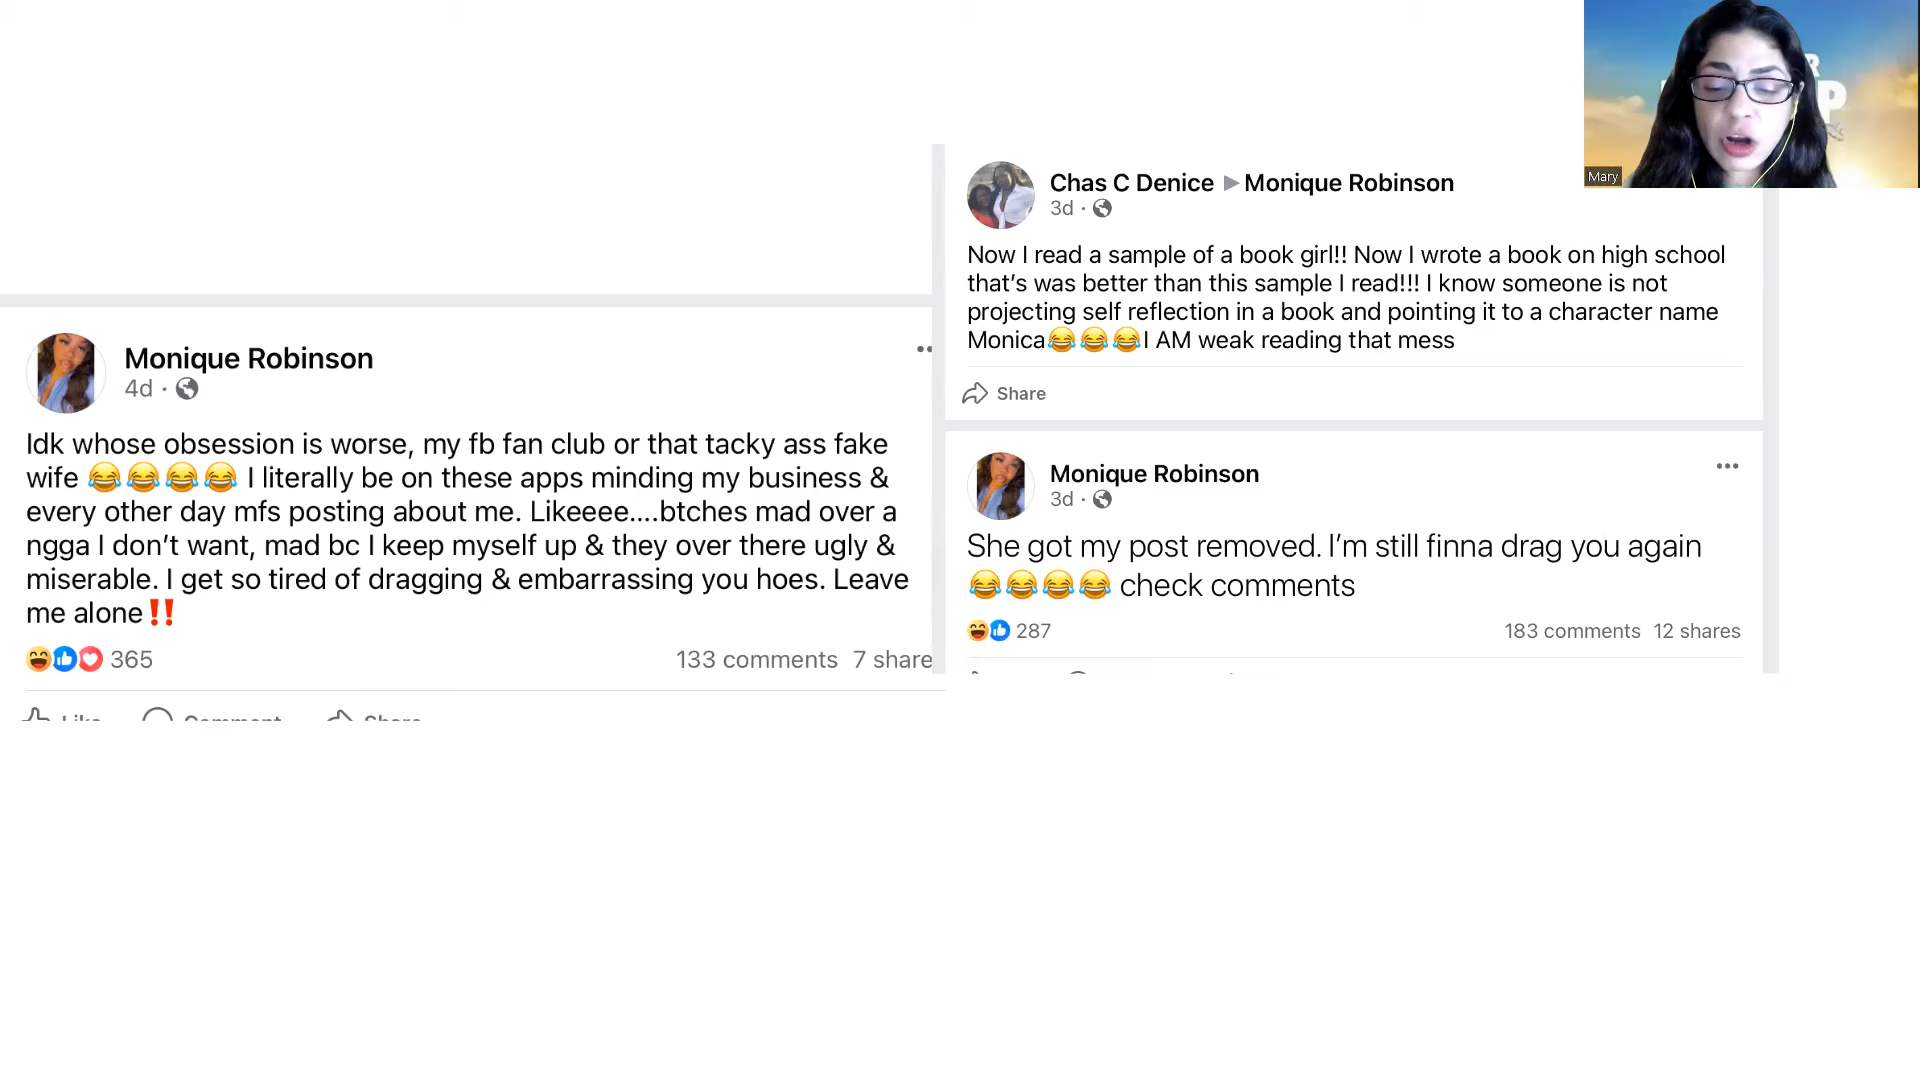 Monique Robinson
4d ·
Idk whose obsession is worse, my fb fan club or that tacky ass fake
wife 😂😂😂😂 I literally be on these apps minding my business &
every other day mfs posting about me. Likeeee....btches mad over a
ngga I don't want, mad bc I keep myself up & they over there ugly &
miserable. I get so tired of dragging & embarrassing you hoes. Leave
me alone‼️
365
133 comments 7 share
Like Comment Share
Chas C Denice ▶ Monique Robinson
3d ·
Now I read a sample of a book girl!! Now I wrote a book on high school
that's was better than this sample I read!!! I know someone is not
projecting self reflection in a book and pointing it to a character name
Monica😂😂😂I AM weak reading that mess
Share
Monique Robinson
3d ·
She got my post removed. I'm still finna drag you again
😂😂😂😂 check comments
287
183 comments 12 shares
Mary